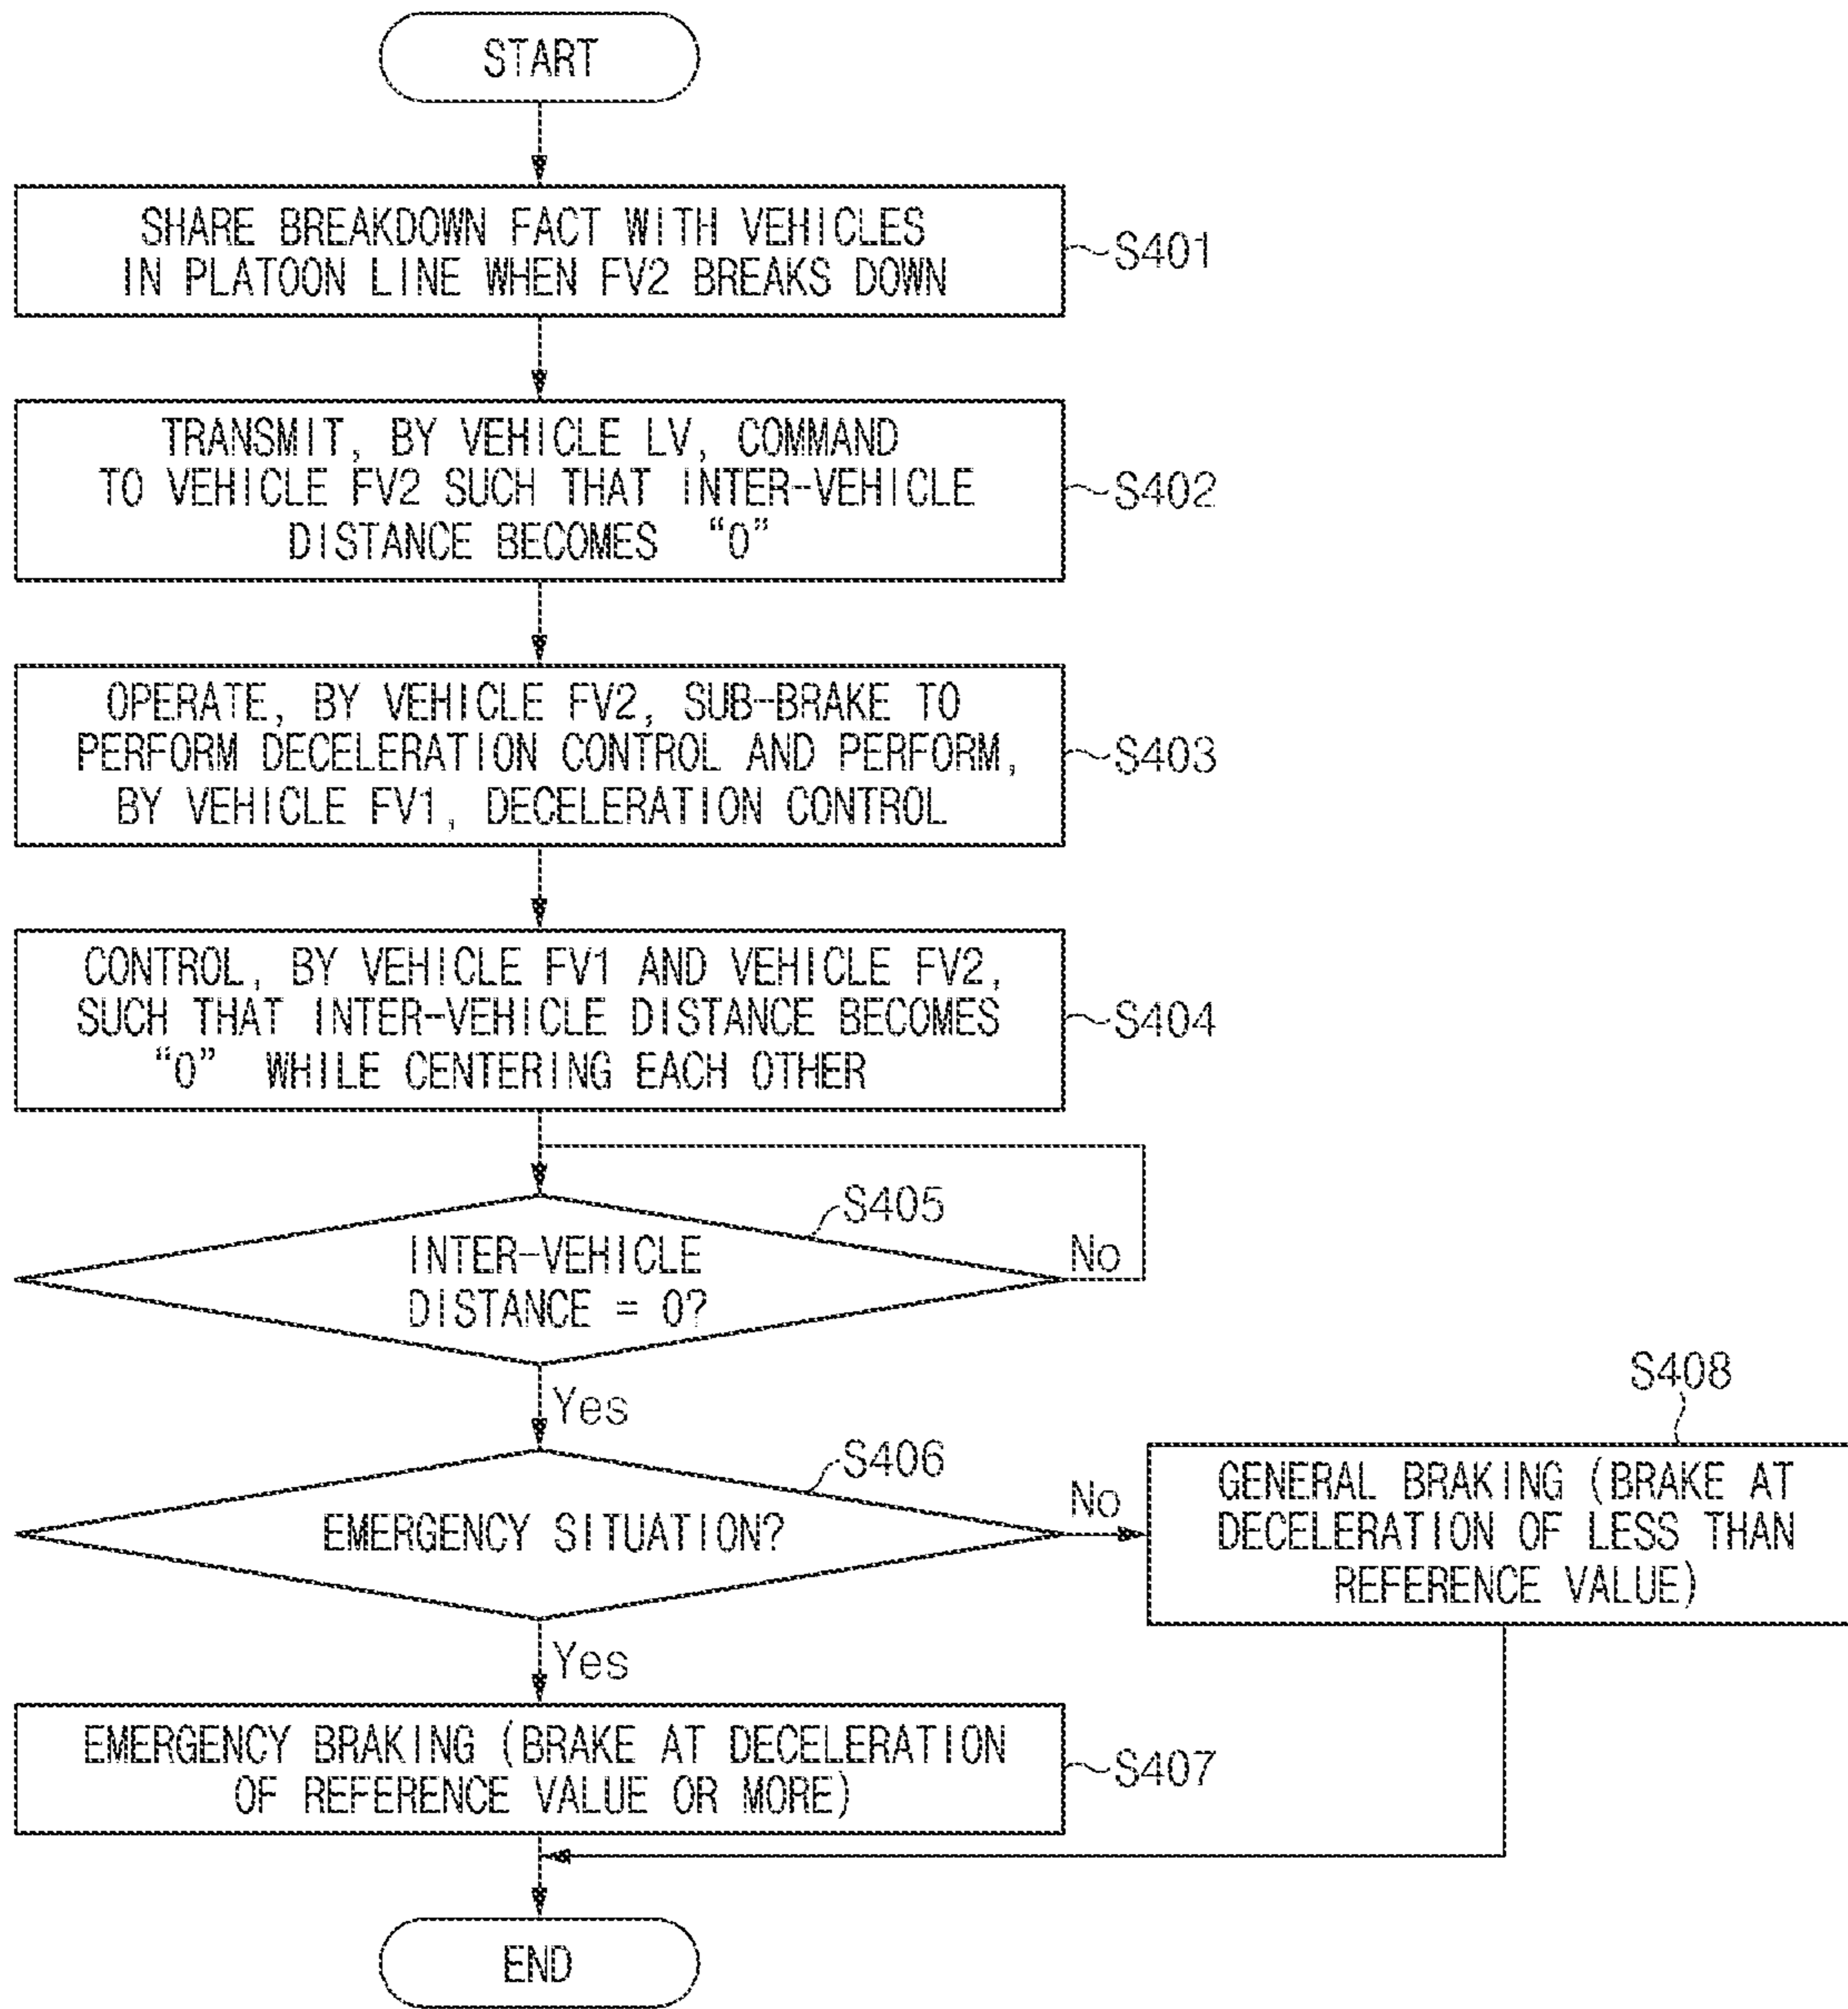 START
SHARE BREAKDOWN FACT WITH VEHICLES
IN PLATOON LINE WHEN FV2 BREAKS DOWN
S401
TRANSMIT, BY VEHICLE LV, COMMAND
TO VEHICLE FV2 SUCH THAT INTER-VEHICLE
DISTANCE BECOMES “0”
S402
OPERATE, BY VEHICLE FV2, SUB-BRAKE TO
PERFORM DECELERATION CONTROL AND PERFORM,
BY VEHICLE FV1, DECELERATION CONTROL
S403
CONTROL, BY VEHICLE FV1 AND VEHICLE FV2,
SUCH THAT INTER-VEHICLE DISTANCE BECOMES
“0” WHILE CENTERING EACH OTHER
S404
S405
INTER-VEHICLE
DISTANCE = 0?
No
Yes
S406
EMERGENCY SITUATION?
No
S408
GENERAL BRAKING (BRAKE AT
DECELERATION OF LESS THAN
REFERENCE VALUE)
Yes
EMERGENCY BRAKING (BRAKE AT DECELERATION
OF REFERENCE VALUE OR MORE)
S407
END